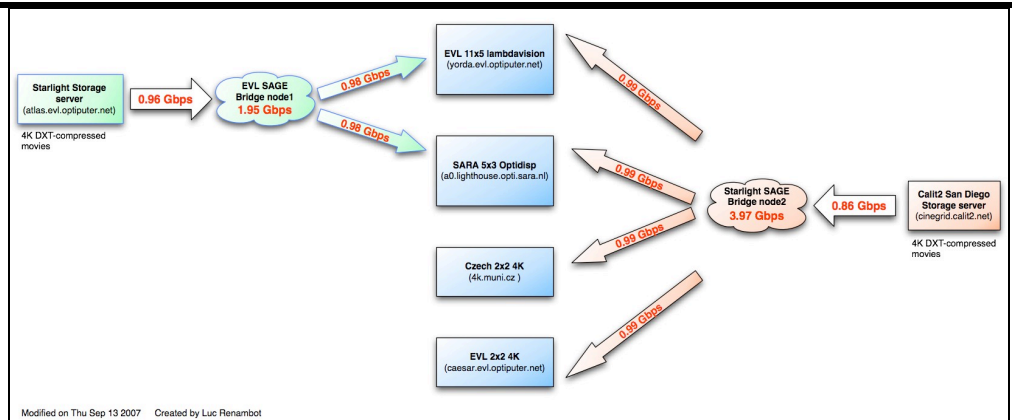 Starlight Storage
server
(atlas.evl.optiputer.net)
4K DXT-compressed
movies
0.96 Gbps
EVL SAGE
Bridge node1
1.95 Gbps
0.98 Gbps
0.98 Gbps
EVL 11x5 lambdavision
(yorda.evl.optiputer.net)
SARA 5x3 Optidisp
(a0.lighthouse.opti.sara.nl)
Czech 2x2 4K
(4k.muni.cz )
EVL 2x2 4K
(caesar.evl.optiputer.net)
0.99 Gbps
0.99 Gbps
0.99 Gbps
0.99 Gbps
Starlight SAGE
Bridge node2
3.97 Gbps
0.86 Gbps
Calit2 San Diego
Storage server
(cinegrid.calit2.net)
4K DXT-compressed
movies
Modified on Thu Sep 13 2007 Created by Luc Renambot